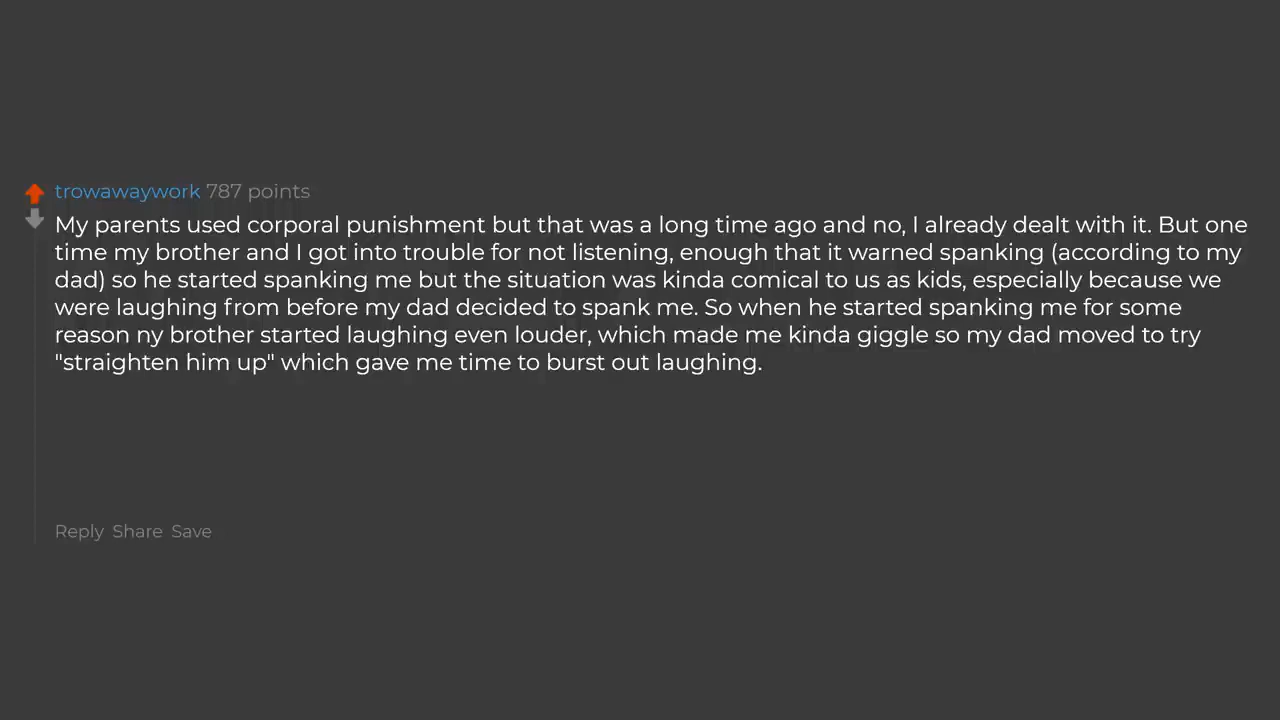 trowawaywork 787 points
My parents used corporal punishment but that was a long time ago and no, I already dealt with it. But one
time my brother and I got into trouble for not listening, enough that it warned spanking (according to my
dad) so he started spanking me but the situation was kinda comical to us as kids, especially because we
were laughing from before my dad decided to spank me. So when he started spanking me for some
reason ny brother started laughing even louder, which made me kinda giggle so my dad moved to try
"straighten him up" which gave me time to burst out laughing.
Reply Share Save